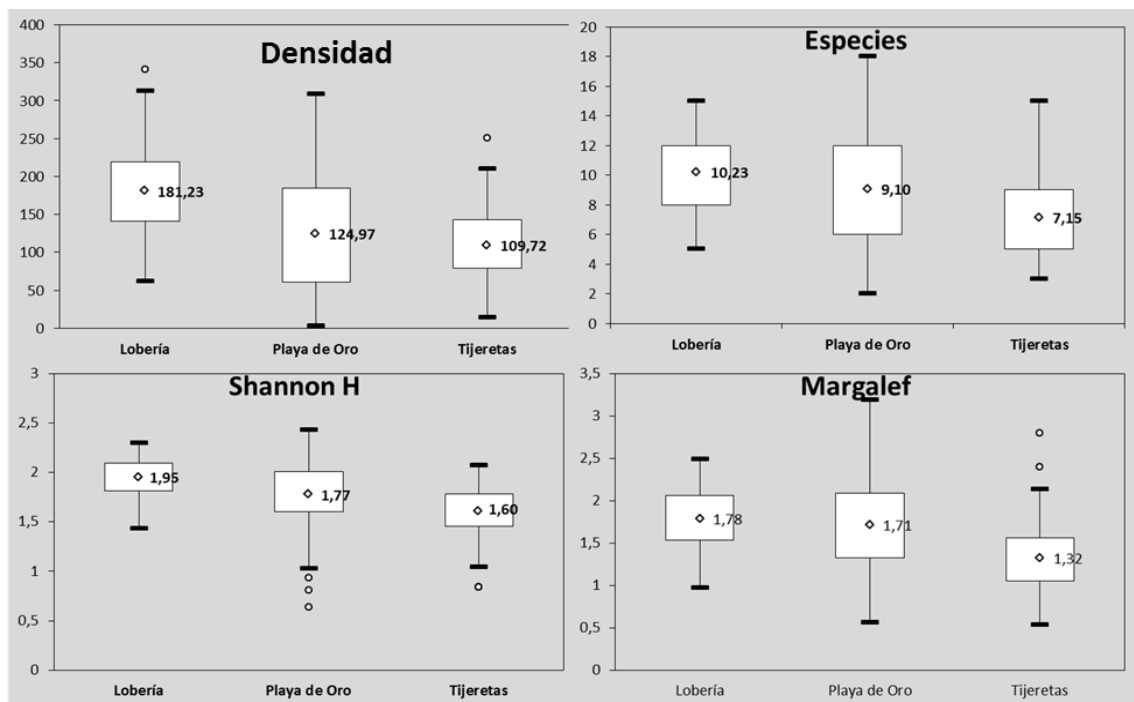 Densidad
400
350
300
250
200
150
100
50
0
181,23
124,97
109,72
Lobería
Playa de Oro
Tijeretas
Especies
20
18
16
14
12
10
8
6
4
2
0
10,23
9,10
7,15
Lobería
Playa de Oro
Tijeretas
Shannon H
3
2,5
2
1,5
1
0,5
0
1,95
1,77
1,60
Lobería
Playa de Oro
Tijeretas
Margalef
3,5
3
2,5
2
1,5
1
0,5
0
1,78
1,71
1,32
Lobería
Playa de Oro
Tijeretas